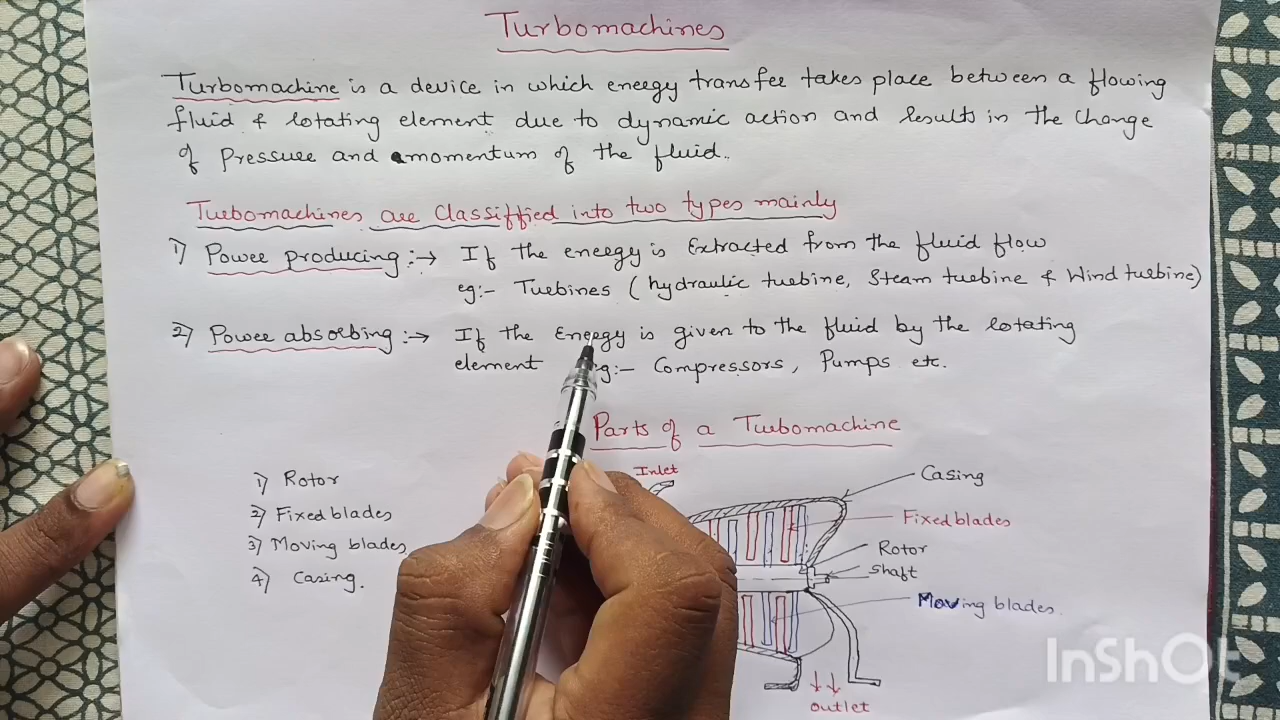 Turbomachines
Turbomachine is a device in which energy transfer takes place between a flowing
fluid & rotating element due to dynamic action and results in the change
of pressure and momentum of the fluid.
Turbomachines are classiffied into two types mainly
1) Power producing :→ If the energy is Extracted from the fluid flow
eg:- Turbines (hydraulic turbine, Steam turbine & Wind turbine)
2) Power absorbing :→ If the Energy is given to the fluid by the rotating
element eg:- Compressors, Pumps etc.
Parts of a Turbomachine
1) Rotor
2) Fixed blades
3) Moving blades
4) Casing.
Inlet
Casing
Fixed blades
Rotor
Shaft
Moving blades.
outlet
InShOt